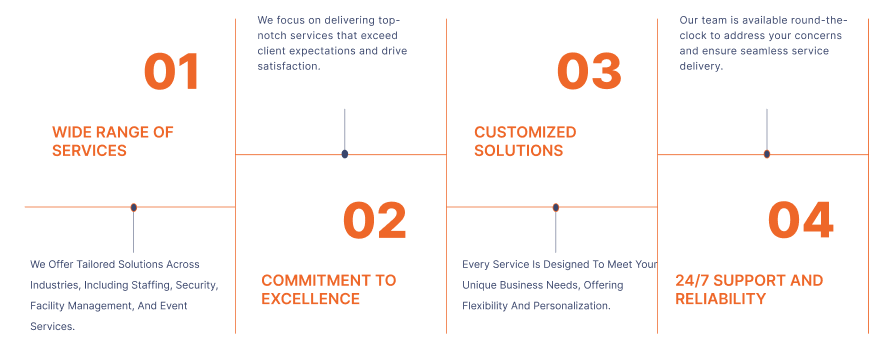 01
WIDE RANGE OF
SERVICES
We Offer Tailored Solutions Across
Industries, Including Staffing, Security,
Facility Management, And Event
Services.
We focus on delivering top-
notch services that exceed
client expectations and drive
satisfaction.
02
COMMITMENT TO
EXCELLENCE
03
CUSTOMIZED
SOLUTIONS
Every Service Is Designed To Meet Your
Unique Business Needs, Offering
Flexibility And Personalization.
Our team is available round-the-
clock to address your concerns
and ensure seamless service
delivery.
04
24/7 SUPPORT AND
RELIABILITY